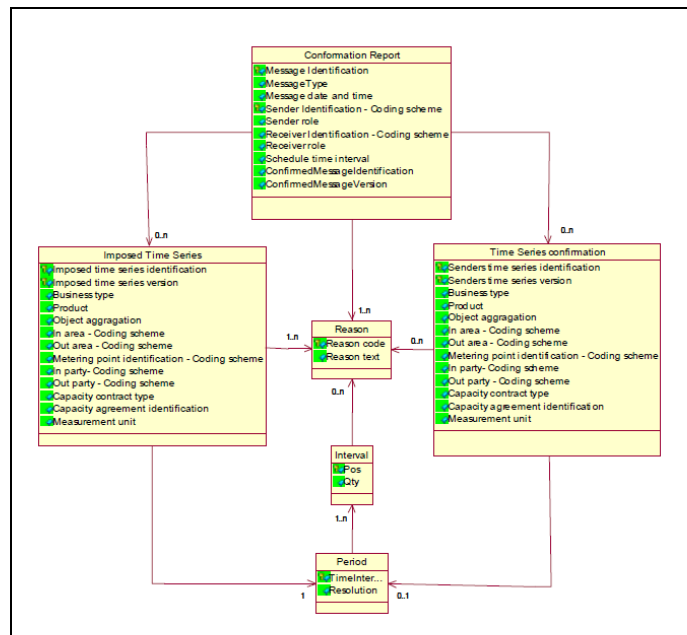 Conformation Report
Message Identification
MessageType
Message date and time
Sender Identification - Coding scheme
Sender role
Receiver Identification - Coding scheme
Receiver role
Schedule time interval
ConfirmedMessageIdentification
ConfirmedMessageVersion
0..n
0..n
Imposed Time Series
Imposed time series identification
Imposed time series version
Business type
Product
Object aggragation
In area - Coding scheme
Out area - Coding scheme
Metering point identification - Coding scheme
In party- Coding scheme
Out party - Coding scheme
Capacity contract type
Capacity agreement identification
Measurement unit
Time Series confirmation
Senders time series identification
Senders time series version
Business type
Product
Object aggragation
In area - Coding scheme
Out area - Coding scheme
Metering point identification - Coding scheme
In party- Coding scheme
Out party - Coding scheme
Capacity contract type
Capacity agreement identification
Measurement unit
1..n
1..n
0..n
Reason
Reason code
Reason text
0..n
Interval
Pos
Qty
1..n
Period
TimeInter...
Resolution
1
0..1